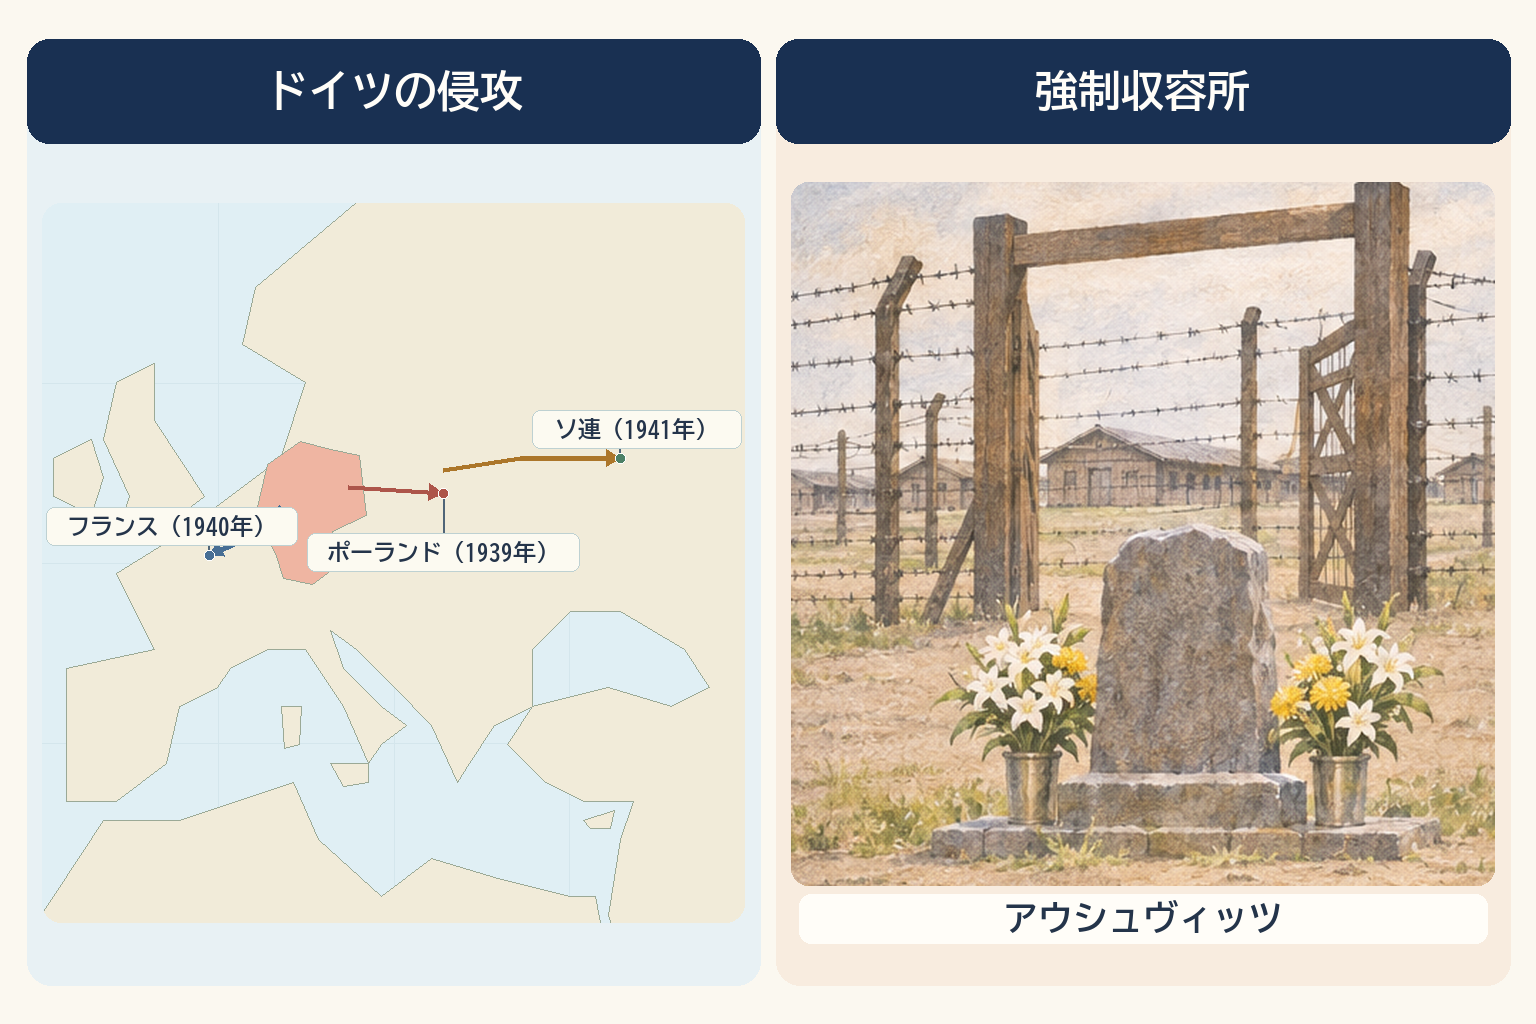 ドイツの侵攻
ソ連（1941年）
フランス（1940年）
ポーランド（1939年）
強制収容所
アウシュヴィッツ